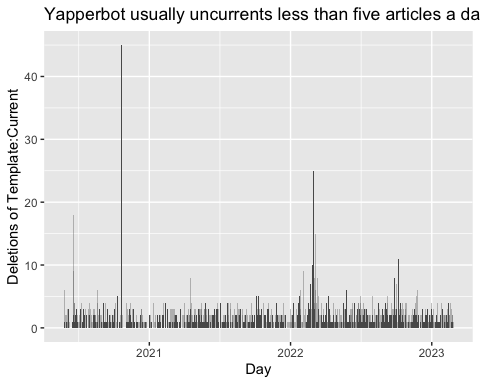 Yapperbot usually uncurrents less than five articles a da
Deletions of Template:Current
40
30
20
10
0
2021 2022 2023
Day